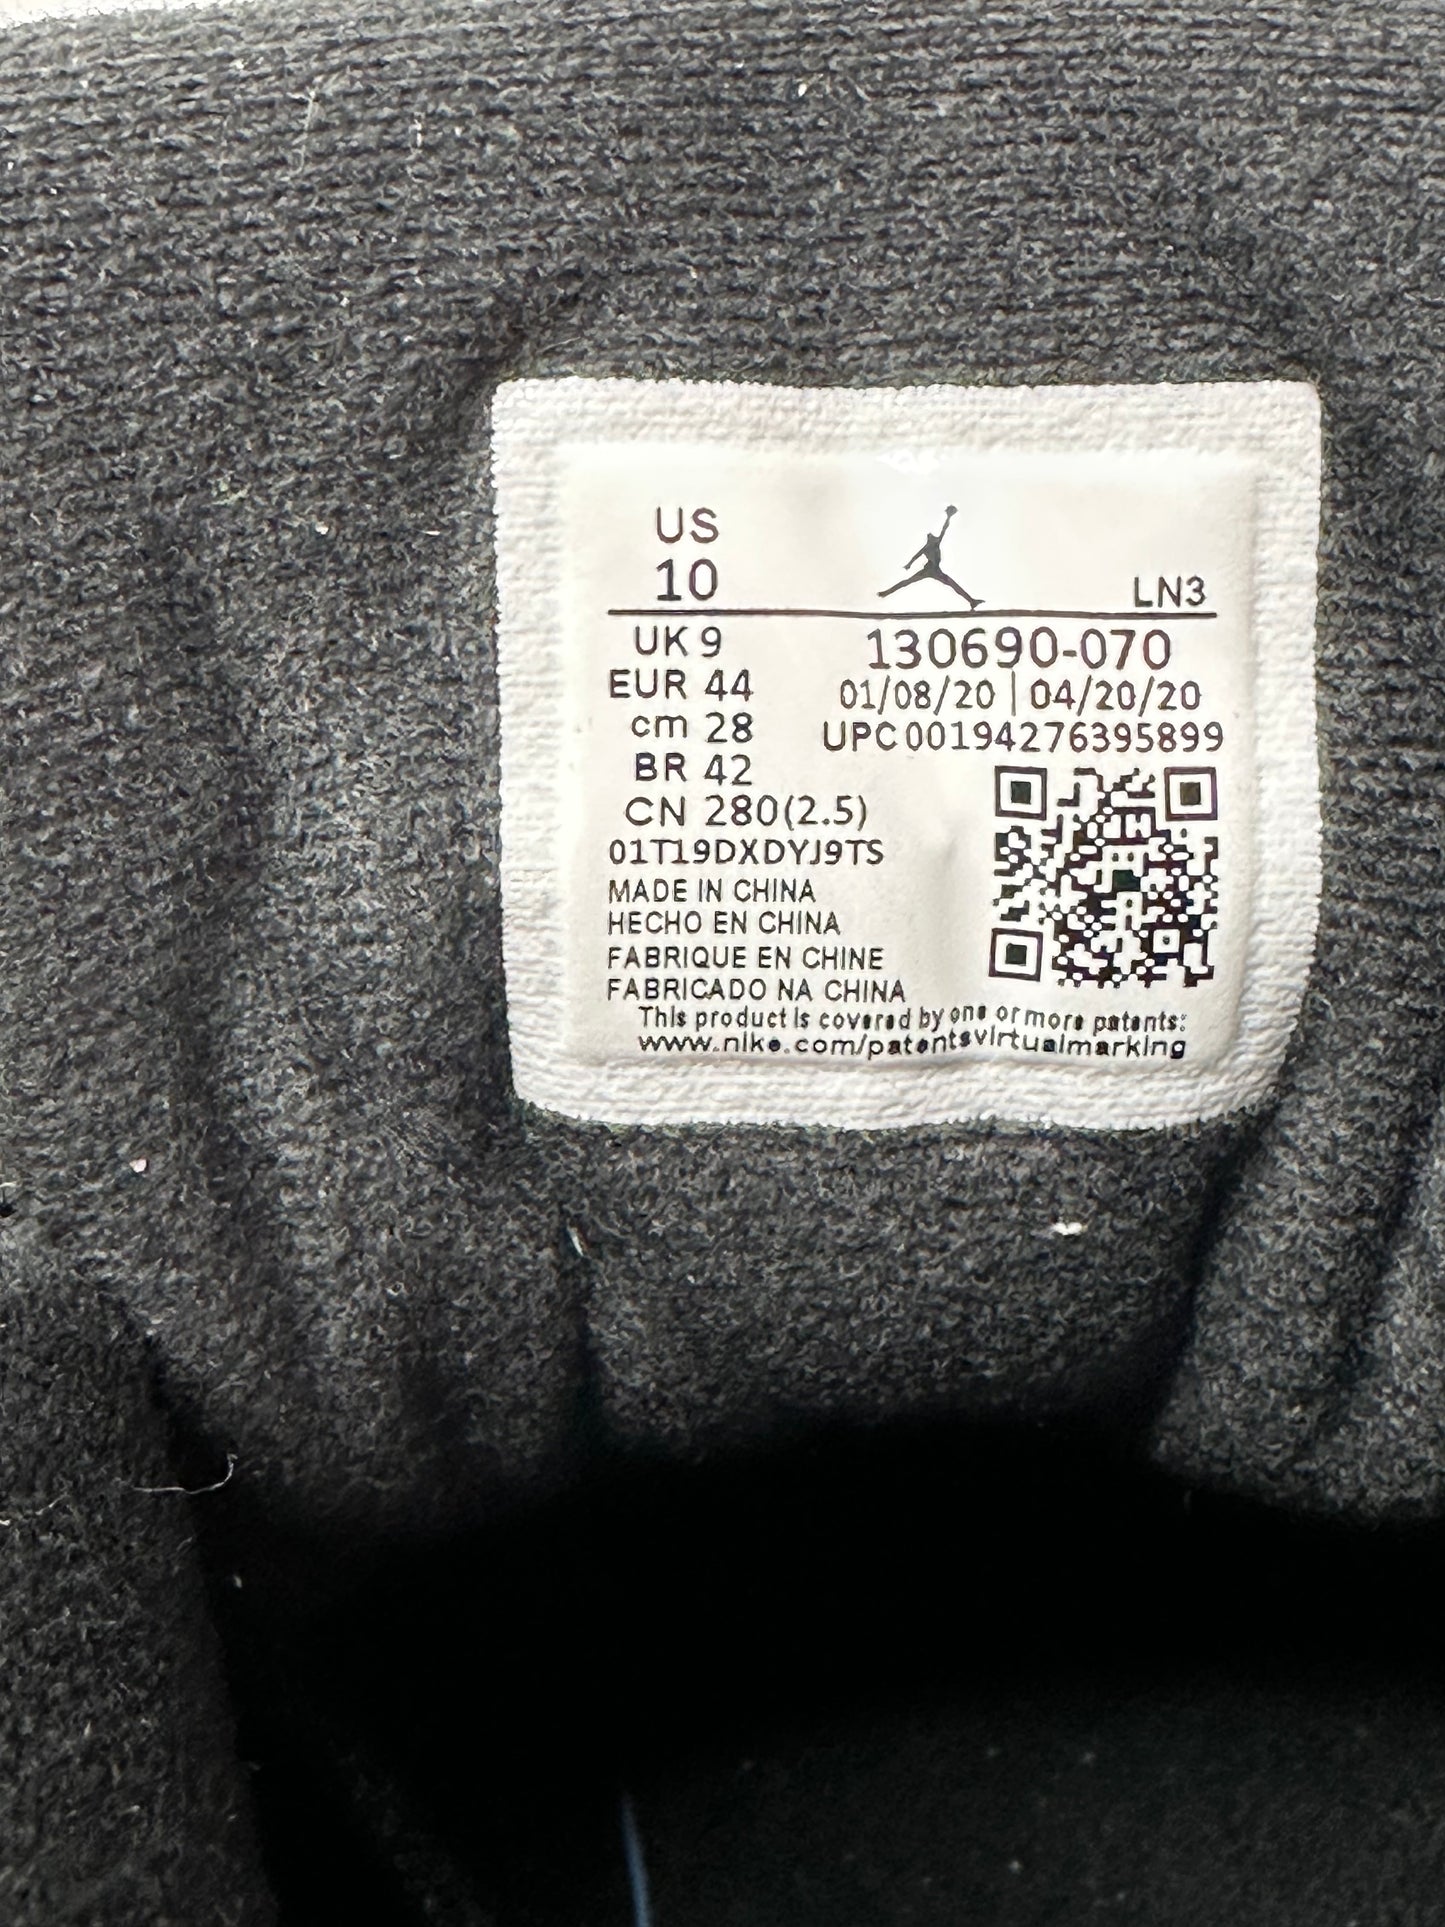 US
10
LN3
UK 9
EUR 44
cm 28
BR 42
CN 280(2.5)
130690-070
01/08/20 | 04/20/20
UPC00194276395899
01T19DXDYJ9TS
MADE IN CHINA
HECHO EN CHINA
FABRIQUE EN CHINE
FABRICADO NA CHINA
This product is covered by one or more patents:
www.nike.com/patentsvirtualmarking